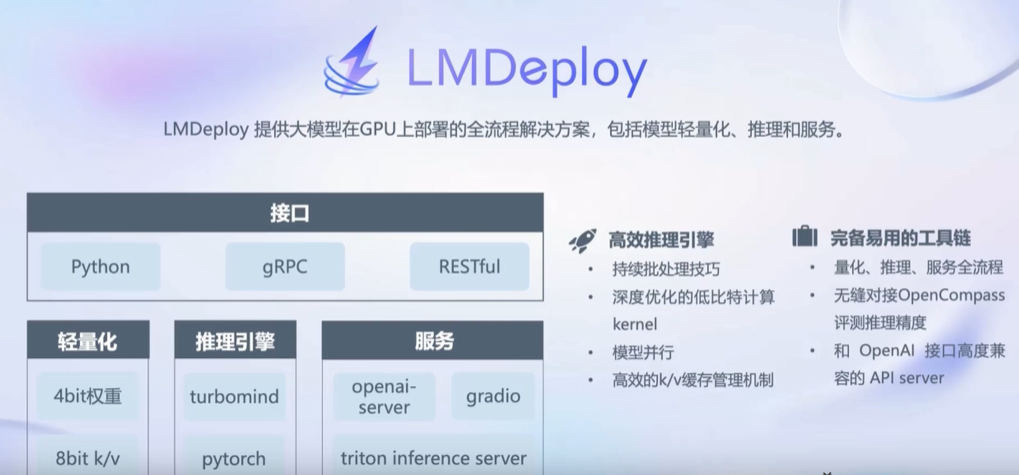 LMDeploy
LMDeploy 提供大模型在GPU上部署的全流程解决方案，包括模型轻量化、推理和服务。
接口
Python
gRPC
RESTful
轻量化
4bit权重
8bit k/v
推理引擎
turbomind
pytorch
服务
openai-
server
gradio
triton inference server
高效推理引擎
• 持续批处理技巧
• 深度优化的低比特计算
kernel
• 模型并行
• 高效的k/v缓存管理机制
完备易用的工具链
• 量化、推理、服务全流程
• 无缝对接OpenCompass
评测推理精度
• 和 OpenAI 接口高度兼
容的 API server